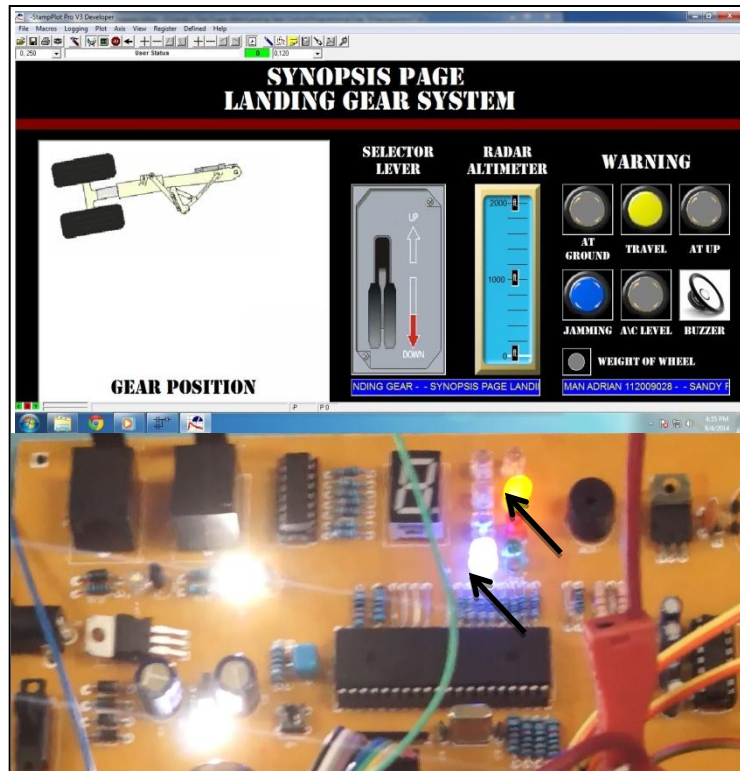 -StampPlot Pro V3 Developer
File Macros Logging Plot Axis View Register Defined Help
0,250 User Status 0 0,120
SYNOPSIS PAGE
LANDING GEAR SYSTEM
SELECTOR
LEVER
RADAR
ALTIMETER
WARNING
UP
DOWN
2000
1000
0
ft
ft
ft
AT
GROUND
TRAVEL
AT UP
JAMMING
A\C LEVEL
BUZZER
WEIGHT OF WHEEL
GEAR POSITION
NDING GEAR - - SYNOPSIS PAGE LANDI
MAN ADRIAN 112009028 - - SANDY
:P P 0
4:35 PM
9/4/2014